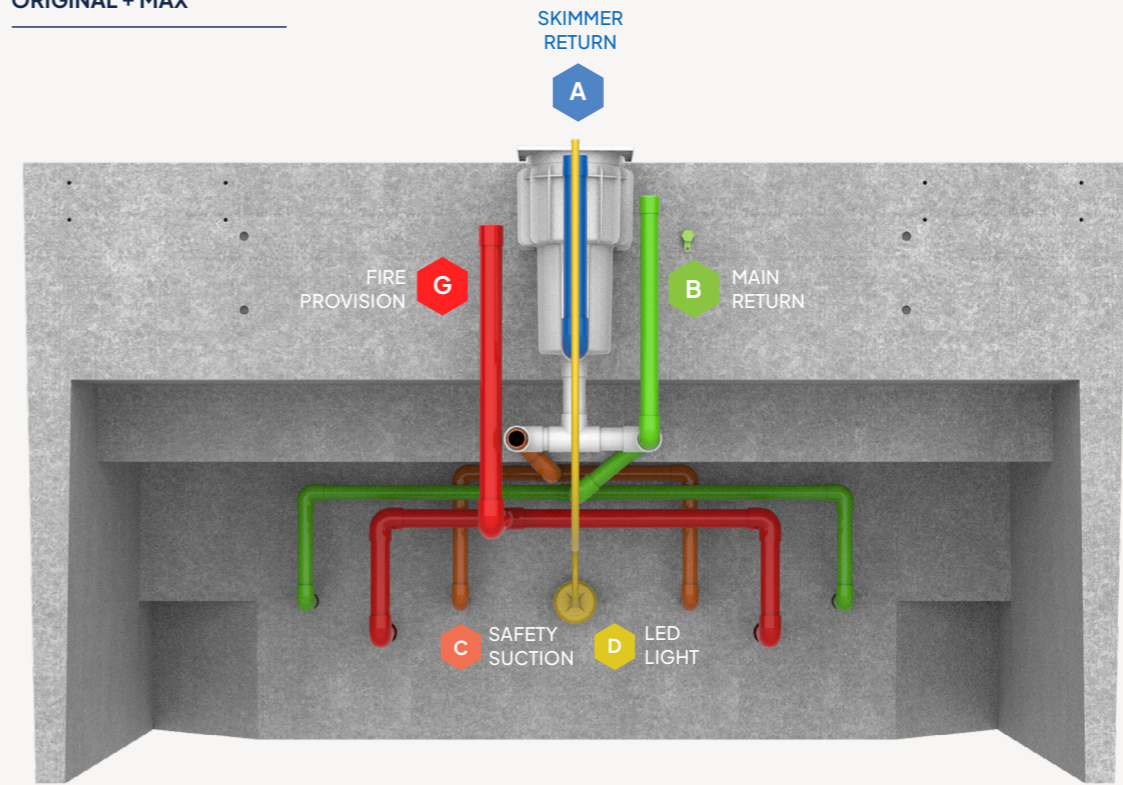 ORIGINAL + MAX
SKIMMER
RETURN
A
FIRE
PROVISION
G
B
MAIN
RETURN
C
SAFETY
SUCTION
D
LED
LIGHT